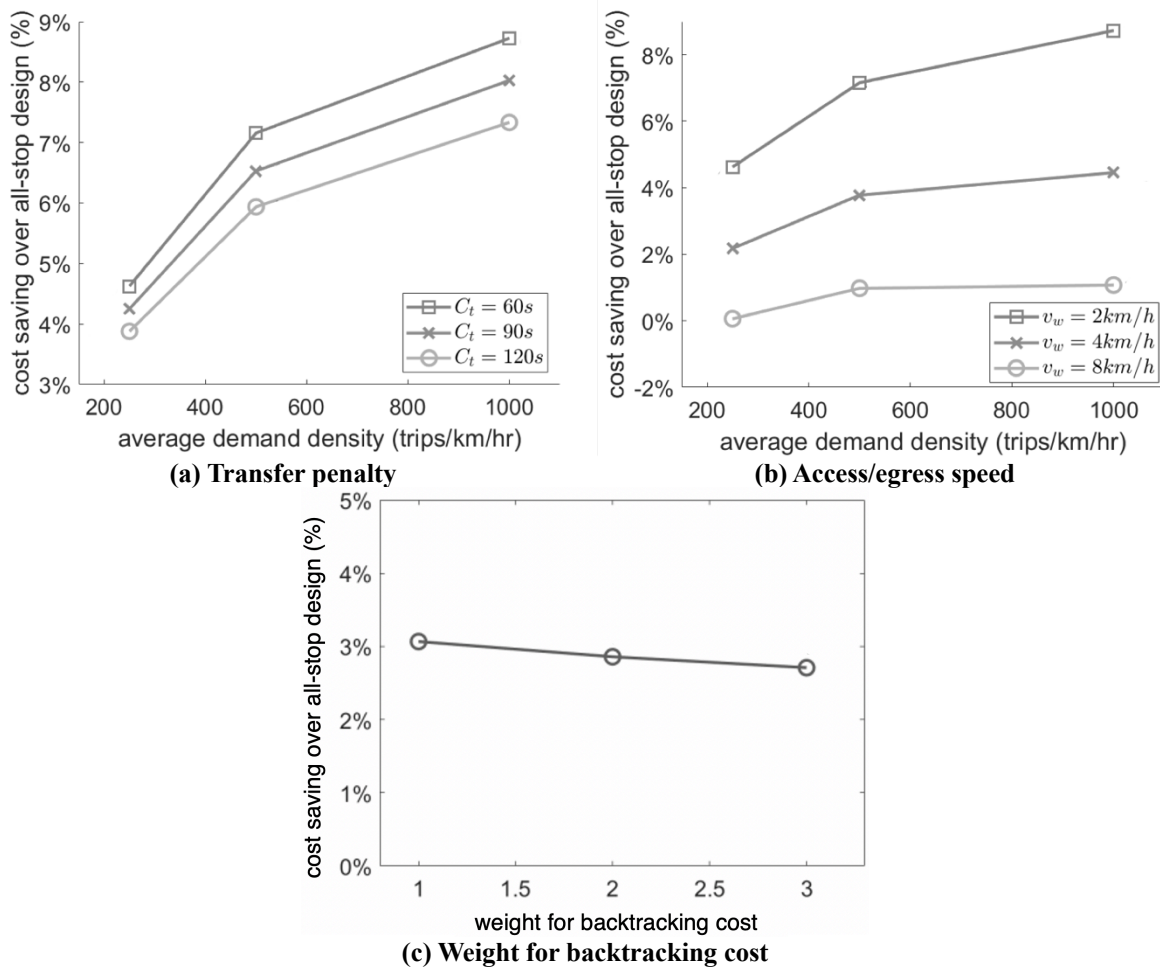 cost saving over all-stop design (%)
9%
8%
7%
6%
5%
4%
3%
200
400
600
800
1000
average demand density (trips/km/hr)
C_t = 60s
C_t = 90s
C_t = 120s
(a) Transfer penalty
cost saving over all-stop design (%)
8%
6%
4%
2%
0%
-2%
200
400
600
800
1000
average demand density (trips/km/hr)
v_w = 2km/h
v_w = 4km/h
v_w = 8km/h
(b) Access/egress speed
cost saving over all-stop design (%)
5%
4%
3%
2%
1%
0%
1
1.5
2
2.5
3
weight for backtracking cost
(c) Weight for backtracking cost